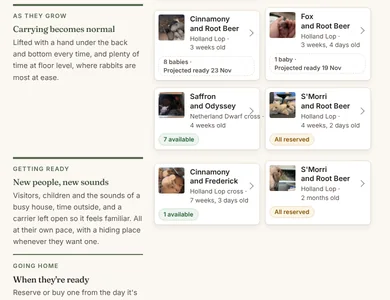 AS THEY GROW
Carrying becomes normal
Lifted with a hand under the back
and bottom every time, and plenty of
time at floor level, where rabbits are
most at ease.
Cinnamony
and Root Beer
Holland Lop ·
3 weeks old
8 babies ·
Projected ready 23 Nov
Fox
and Root Beer
Holland Lop ·
3 weeks, 4 days old
1 baby ·
Projected ready 19 Nov
Saffron
and Odyssey
Netherland Dwarf cross ·
4 weeks old
7 available
S'Morri
and Root Beer
Holland Lop ·
4 weeks, 2 days old
All reserved
GETTING READY
New people, new sounds
Visitors, children and the sounds of a
busy house, time outside, and a
carrier left open so it feels familiar. All
at their own pace, with a hiding place
whenever they want one.
Cinnamony
and Frederick
Holland Lop cross ·
7 weeks, 3 days old
1 available
S'Morri
and Root Beer
Holland Lop ·
2 months old
All reserved
GOING HOME
When they're ready
Reserve or buy one from the day it's